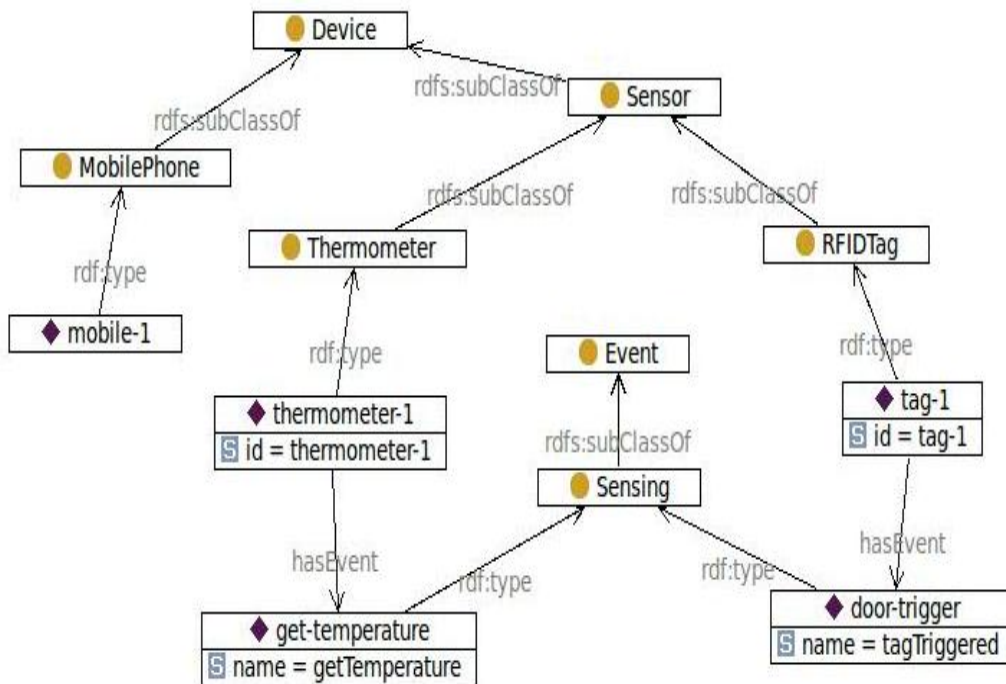 Device
rdfs:subClassOf
Sensor
rdfs:subClassOf
MobilePhone
rdfs:subClassOf
rdfs:subClassOf
Thermometer
RFIDTag
rdf:type
mobile-1
rdf:type
Event
rdf:type
thermometer-1
S id = thermometer-1
tag-1
S id = tag-1
rdfs:subClassOf
Sensing
hasEvent
rdf:type
rdf:type
hasEvent
get-temperature
S name = getTemperature
door-trigger
S name = tagTriggered